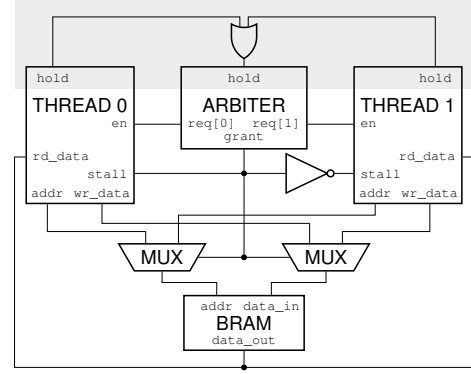 hold hold hold
THREAD 0 ARBITER THREAD 1
en req[0] req[1] en
grant
rd_data rd_data
stall stall
addr wr_data addr wr_data
MUX MUX
addr data_in
BRAM
data_out